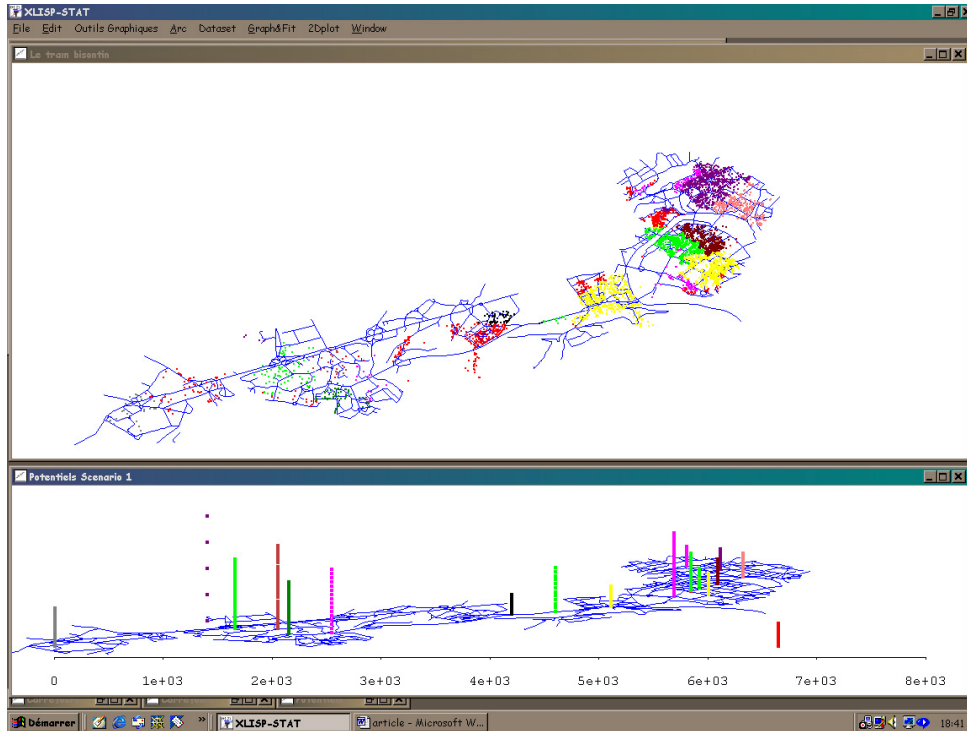 XLISP-STAT
File Edit Outils Graphiques Arc Dataset Graph&Fit 2Dplot Window
Le tram bisontin
Potentiels Scenario 1
0 1e+03 2e+03 3e+03 4e+03 5e+03 6e+03 7e+03 8e+03
Démarrer » XLISP-STAT article - Microsoft W... 18:41